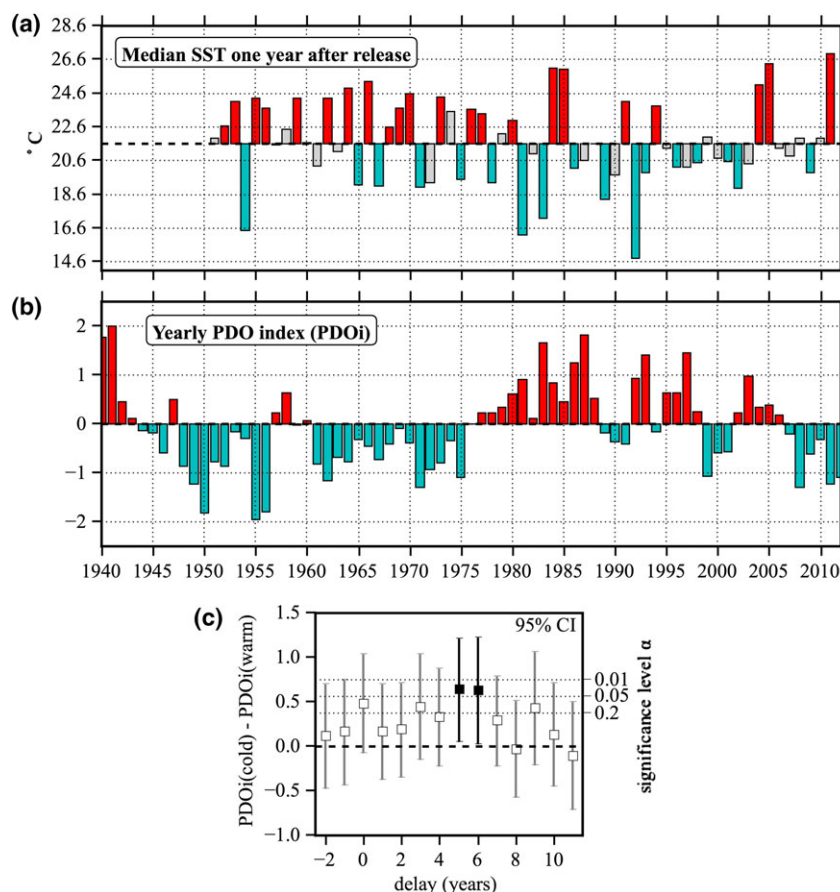 (a)
28.6
26.6
24.6
22.6
20.6
18.6
16.6
14.6
°C
Median SST one year after release
(b)
2
1
0
−1
−2
Yearly PDO index (PDOi)
1940 1945 1950 1955 1960 1965 1970 1975 1980 1985 1990 1995 2000 2005 2010
(c)
95% CI
1.5
1.0
0.5
0.0
−0.5
−1.0
PDOi(cold) - PDOi(warm)
0.01
0.05
0.2
significance level α
−2 0 2 4 6 8 10
delay (years)